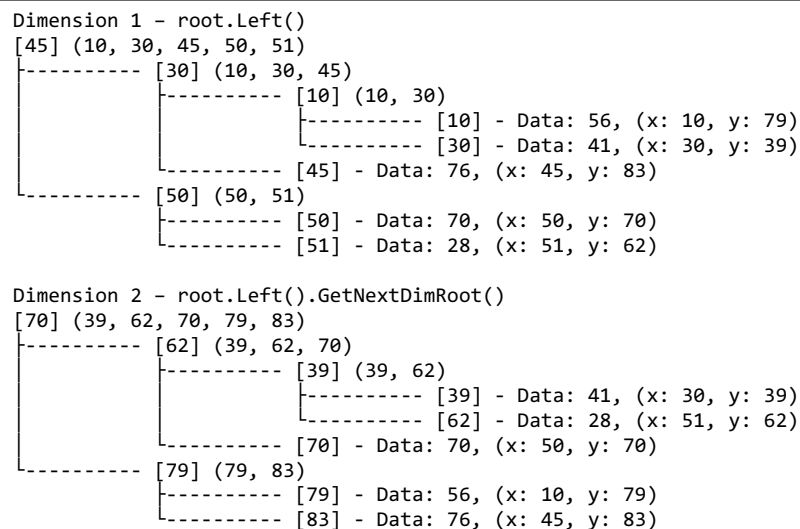 Dimension 1 – root.Left()
[45] (10, 30, 45, 50, 51)
├---------- [30] (10, 30, 45)
│           ├---------- [10] (10, 30)
│           │           ├---------- [10] - Data: 56, (x: 10, y: 79)
│           │           └---------- [30] - Data: 41, (x: 30, y: 39)
│           └---------- [45] - Data: 76, (x: 45, y: 83)
└---------- [50] (50, 51)
            ├---------- [50] - Data: 70, (x: 50, y: 70)
            └---------- [51] - Data: 28, (x: 51, y: 62)

Dimension 2 – root.Left().GetNextDimRoot()
[70] (39, 62, 70, 79, 83)
├---------- [62] (39, 62, 70)
│           ├---------- [39] (39, 62)
│           │           ├---------- [39] - Data: 41, (x: 30, y: 39)
│           │           └---------- [62] - Data: 28, (x: 51, y: 62)
│           └---------- [70] - Data: 70, (x: 50, y: 70)
└---------- [79] (79, 83)
            ├---------- [79] - Data: 56, (x: 10, y: 79)
            └---------- [83] - Data: 76, (x: 45, y: 83)